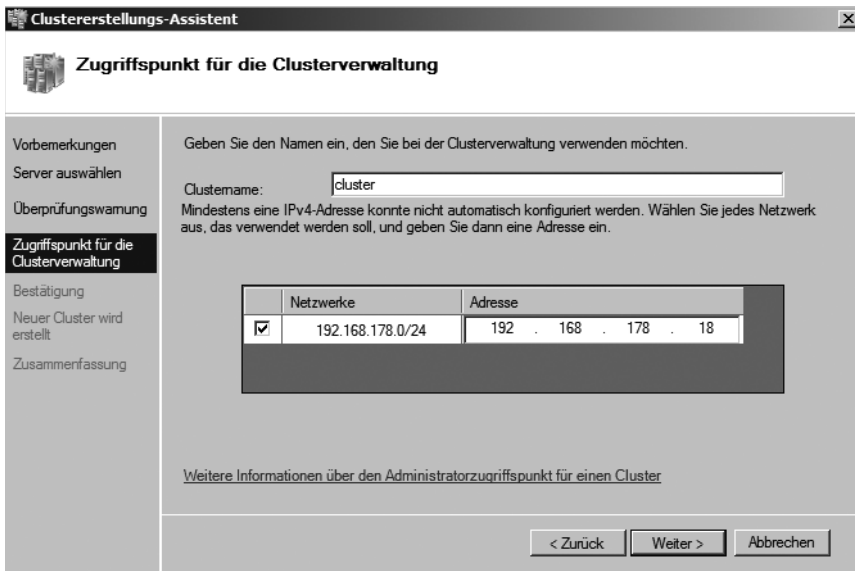 Clustererstellungs-Assistent
Zugriffspunkt für die Clusterverwaltung
Vorbemerkungen
Server auswählen
Überprüfungswarnung
Zugriffspunkt für die
Clusterverwaltung
Bestätigung
Neuer Cluster wird
erstellt
Zusammenfassung
Geben Sie den Namen ein, den Sie bei der Clusterverwaltung verwenden möchten.
Clustername: cluster
Mindestens eine IPv4-Adresse konnte nicht automatisch konfiguriert werden. Wählen Sie jedes Netzwerk
aus, das verwendet werden soll, und geben Sie dann eine Adresse ein.
Netzwerke Adresse
192.168.178.0/24 192 . 168 . 178 . 18
Weitere Informationen über den Administratorzugriffspunkt für einen Cluster
< Zurück Weiter > Abbrechen